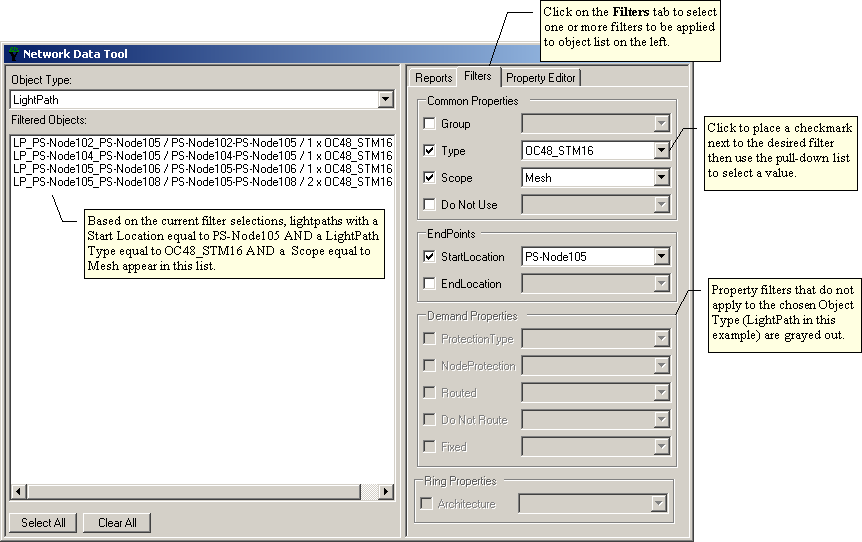 Click on the Filters tab to select
one or more filters to be applied
to object list on the left.
Network Data Tool
Object Type:
LightPath
Filtered Objects:
LP_PS-Node102_PS-Node105 / PS-Node102-PS-Node105 / 1 x OC48_STM16
LP_PS-Node104_PS-Node105 / PS-Node104-PS-Node105 / 1 x OC48_STM16
LP_PS-Node105_PS-Node106 / PS-Node105-PS-Node106 / 1 x OC48_STM16
LP_PS-Node105_PS-Node108 / PS-Node105-PS-Node108 / 2 x OC48_STM16
Based on the current filter selections, lightpaths with a
Start Location equal to PS-Node105 AND a LightPath
Type equal to OC48_STM16 AND a Scope equal to
Mesh appear in this list.
Select All
Clear All
Reports
Filters
Property Editor
Common Properties
Group
Type
OC48_STM16
Scope
Mesh
Do Not Use
Click to place a checkmark
next to the desired filter
then use the pull-down list
to select a value.
EndPoints
StartLocation
PS-Node105
EndLocation
Property filters that do not
apply to the chosen Object
Type (LightPath in this
example) are grayed out.
Demand Properties
ProtectionType
NodeProtection
Routed
Do Not Route
Fixed
Ring Properties
Architecture